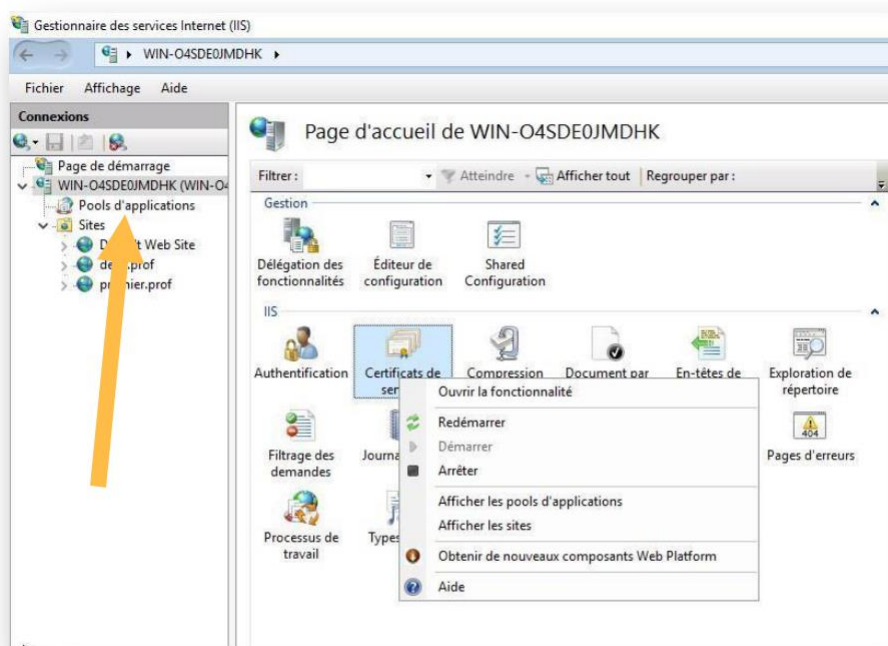 Gestionnaire des services Internet (IIS)
WIN-O4SDE0JMDHK
Fichier Affichage Aide
Connexions
Page de démarrage
WIN-O4SDE0JMDHK (WIN-O4
Pools d'applications
Sites
Web Site
prof
premier.prof
Page d'accueil de WIN-O4SDE0JMDHK
Filtrer : Atteindre Afficher tout Regrouper par :
Gestion
Délégation des fonctionnalités
Éditeur de configuration
Shared Configuration
IIS
Authentification
Certificats de
Compression
Document par
En-têtes de
Exploration de répertoire
Ouvrir la fonctionnalité
Redémarrer
Démarrer
Arrêter
Afficher les pools d'applications
Afficher les sites
Obtenir de nouveaux composants Web Platform
Aide
Filtrage des demandes
404
Pages d'erreurs
Processus de travail
Types